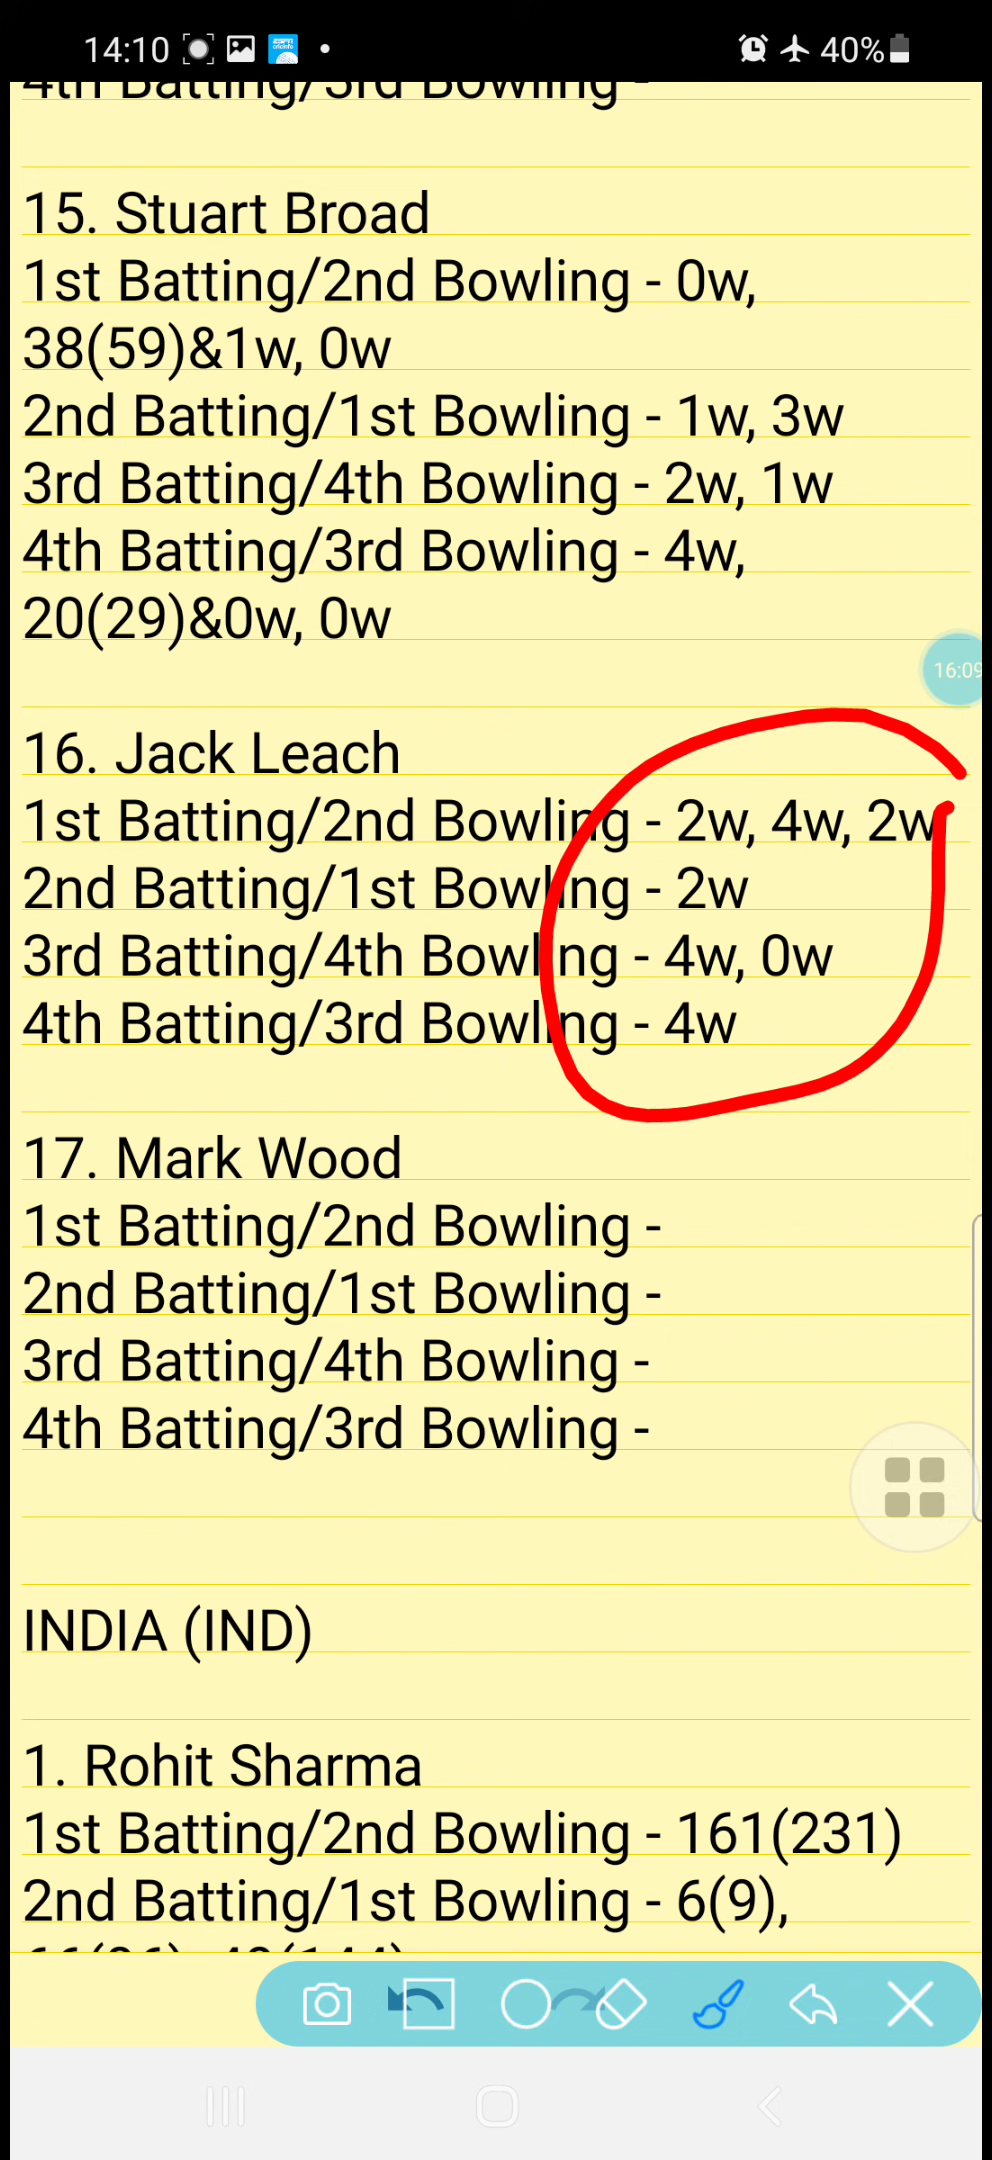 14:10
40%
4th Batting/3rd Bowling -
15. Stuart Broad
1st Batting/2nd Bowling - 0w,
38(59)&1w, 0w
2nd Batting/1st Bowling - 1w, 3w
3rd Batting/4th Bowling - 2w, 1w
4th Batting/3rd Bowling - 4w,
20(29)&0w, 0w
16:09
16. Jack Leach
1st Batting/2nd Bowling - 2w, 4w, 2w
2nd Batting/1st Bowling - 2w
3rd Batting/4th Bowling - 4w, 0w
4th Batting/3rd Bowling - 4w
17. Mark Wood
1st Batting/2nd Bowling -
2nd Batting/1st Bowling -
3rd Batting/4th Bowling -
4th Batting/3rd Bowling -
INDIA (IND)
1. Rohit Sharma
1st Batting/2nd Bowling - 161(231)
2nd Batting/1st Bowling - 6(9),